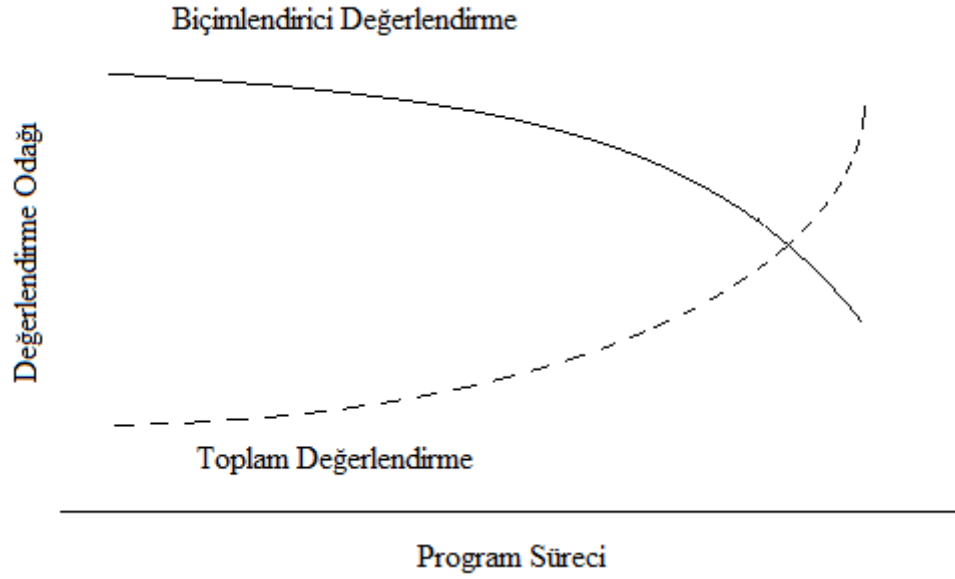 Biçimlendirici Değerlendirme
Değerlendirme Odağı
Toplam Değerlendirme
Program Süreci